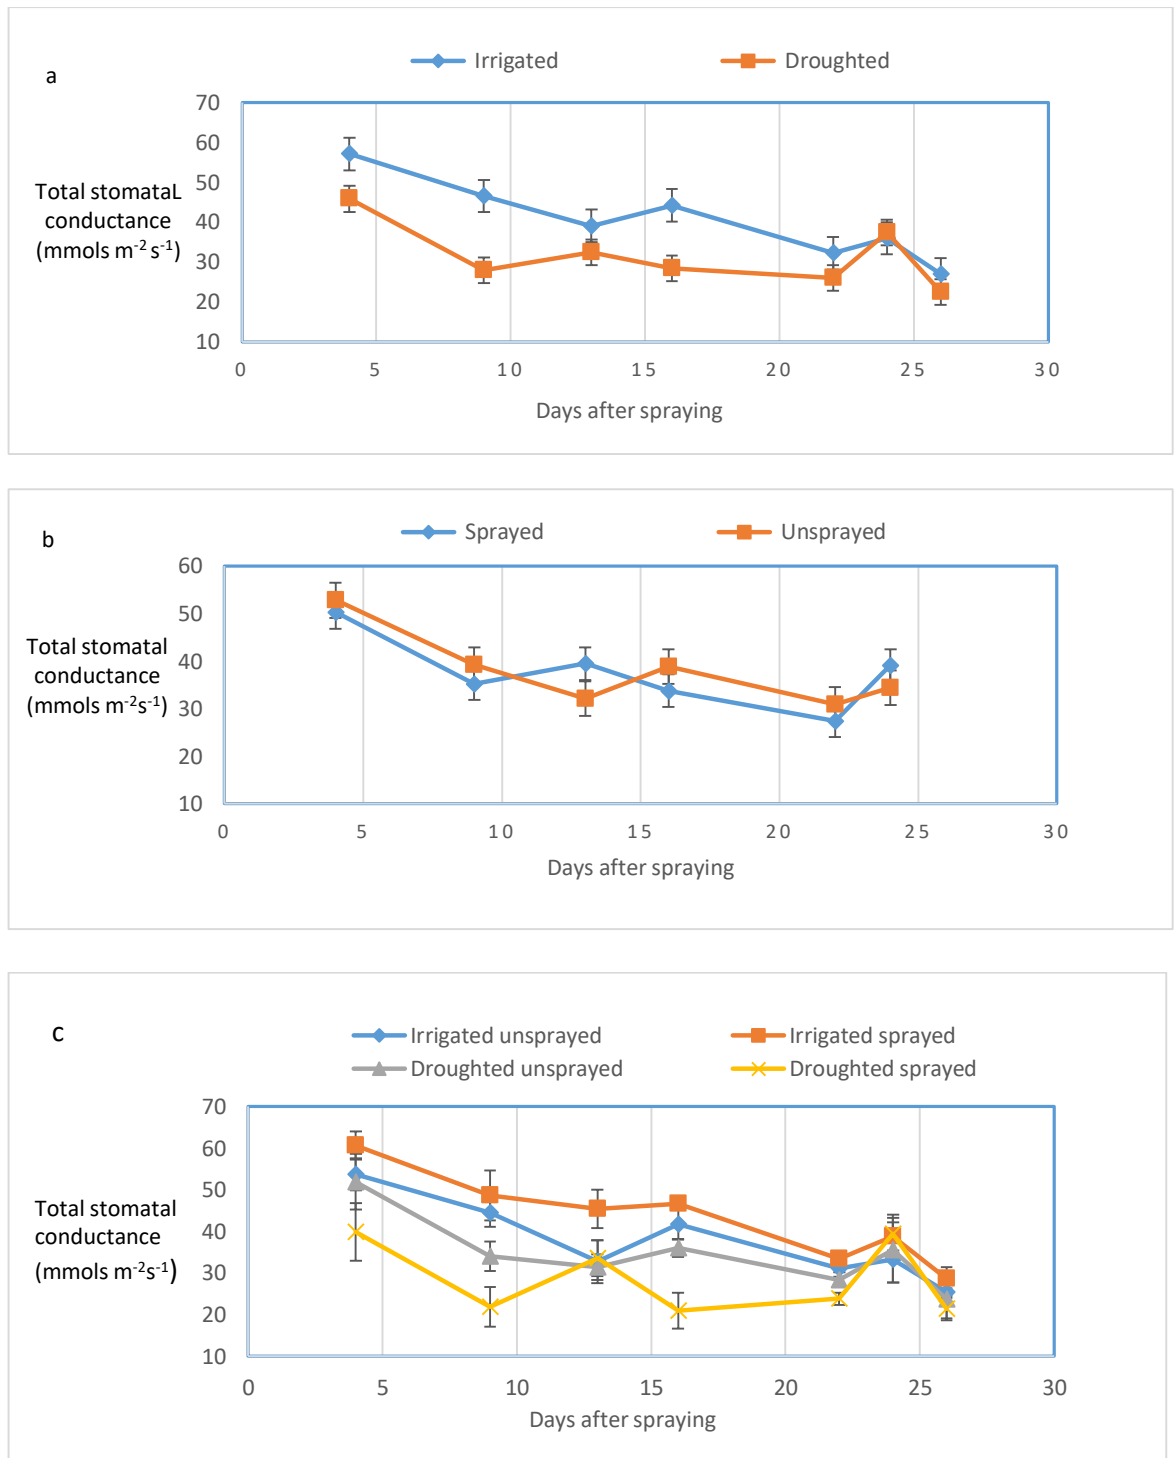 a
Irrigated Droughted
70
60
50
40
30
20
10
Total stomataL
conductance
(mmols m-2 s-1)
0 5 10 15 20 25 30
Days after spraying
b
Sprayed Unsprayed
60
50
40
30
20
10
Total stomatal
conductance
(mmols m-2s-1)
0 5 10 15 20 25 30
Days after spraying
c
Irrigated unsprayed Irrigated sprayed
Droughted unsprayed Droughted sprayed
70
60
50
40
30
20
10
Total stomatal
conductance
(mmols m-2s-1)
0 5 10 15 20 25 30
Days after spraying